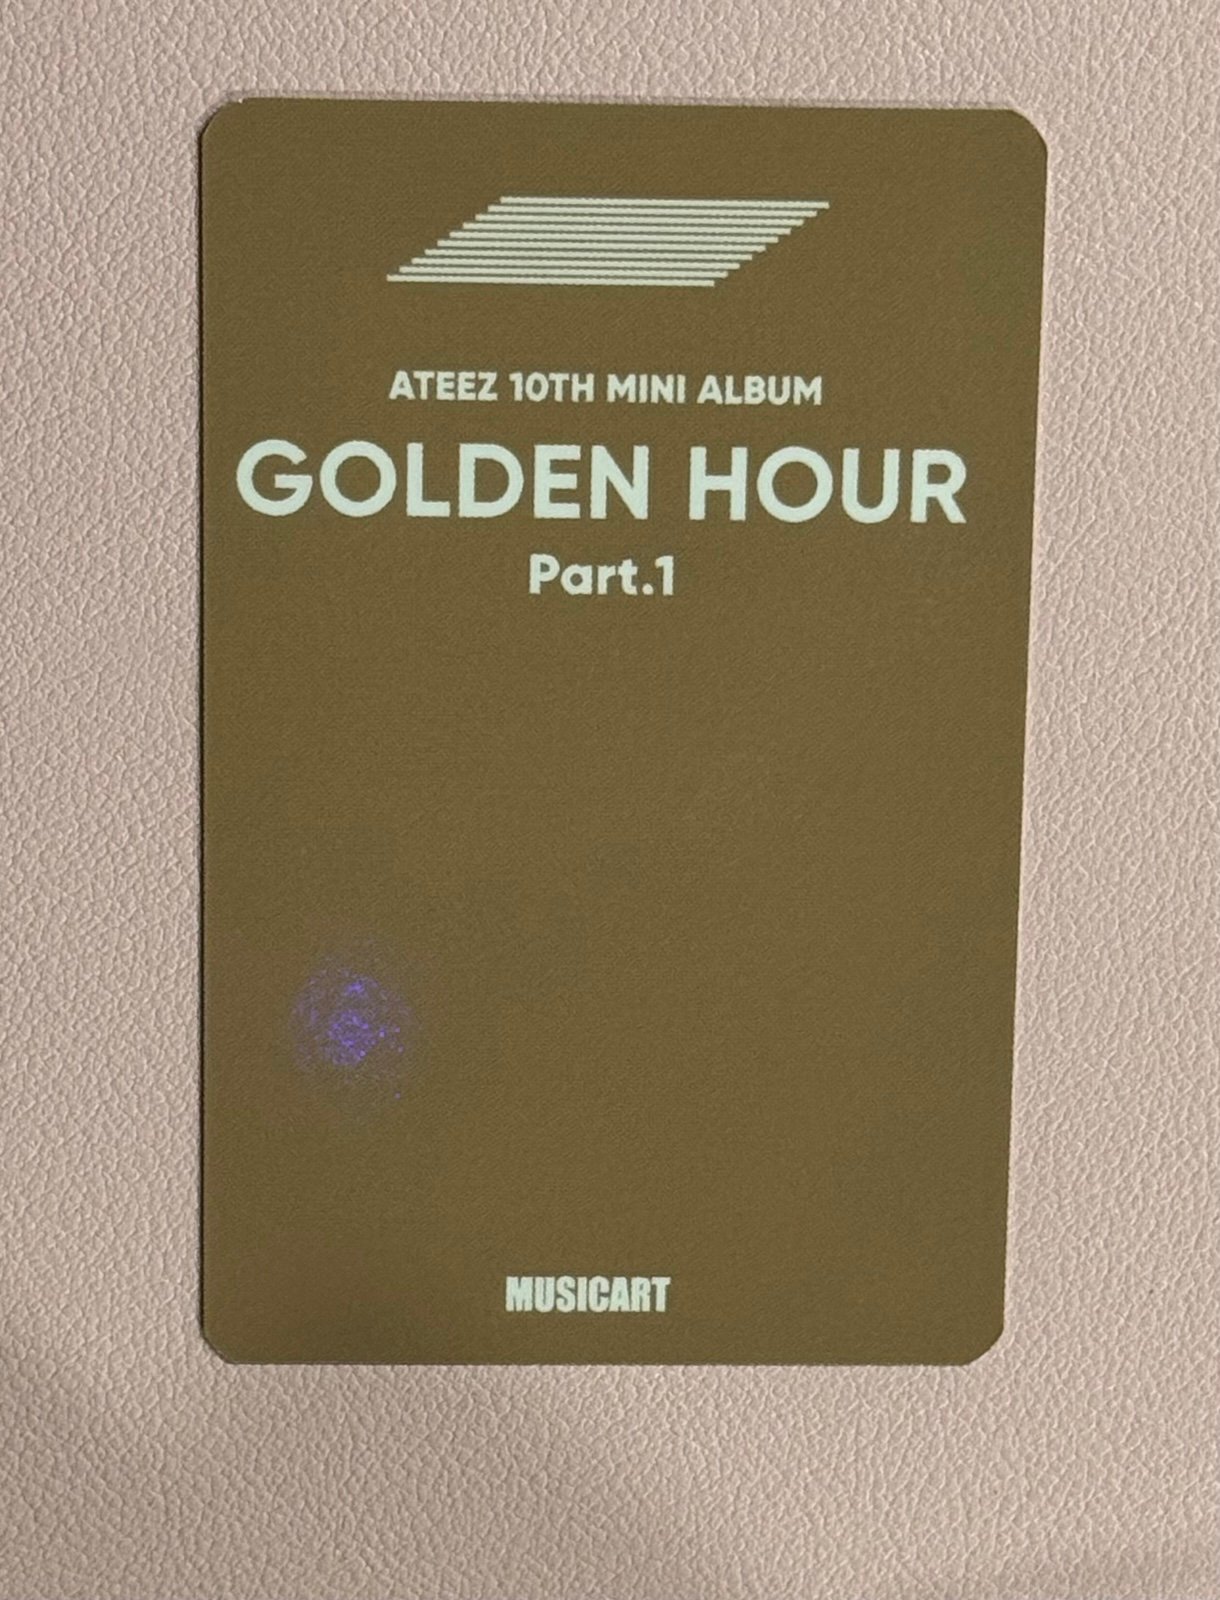 ATEEZ 10TH MINI ALBUM
GOLDEN HOUR
Part.1
MUSICART